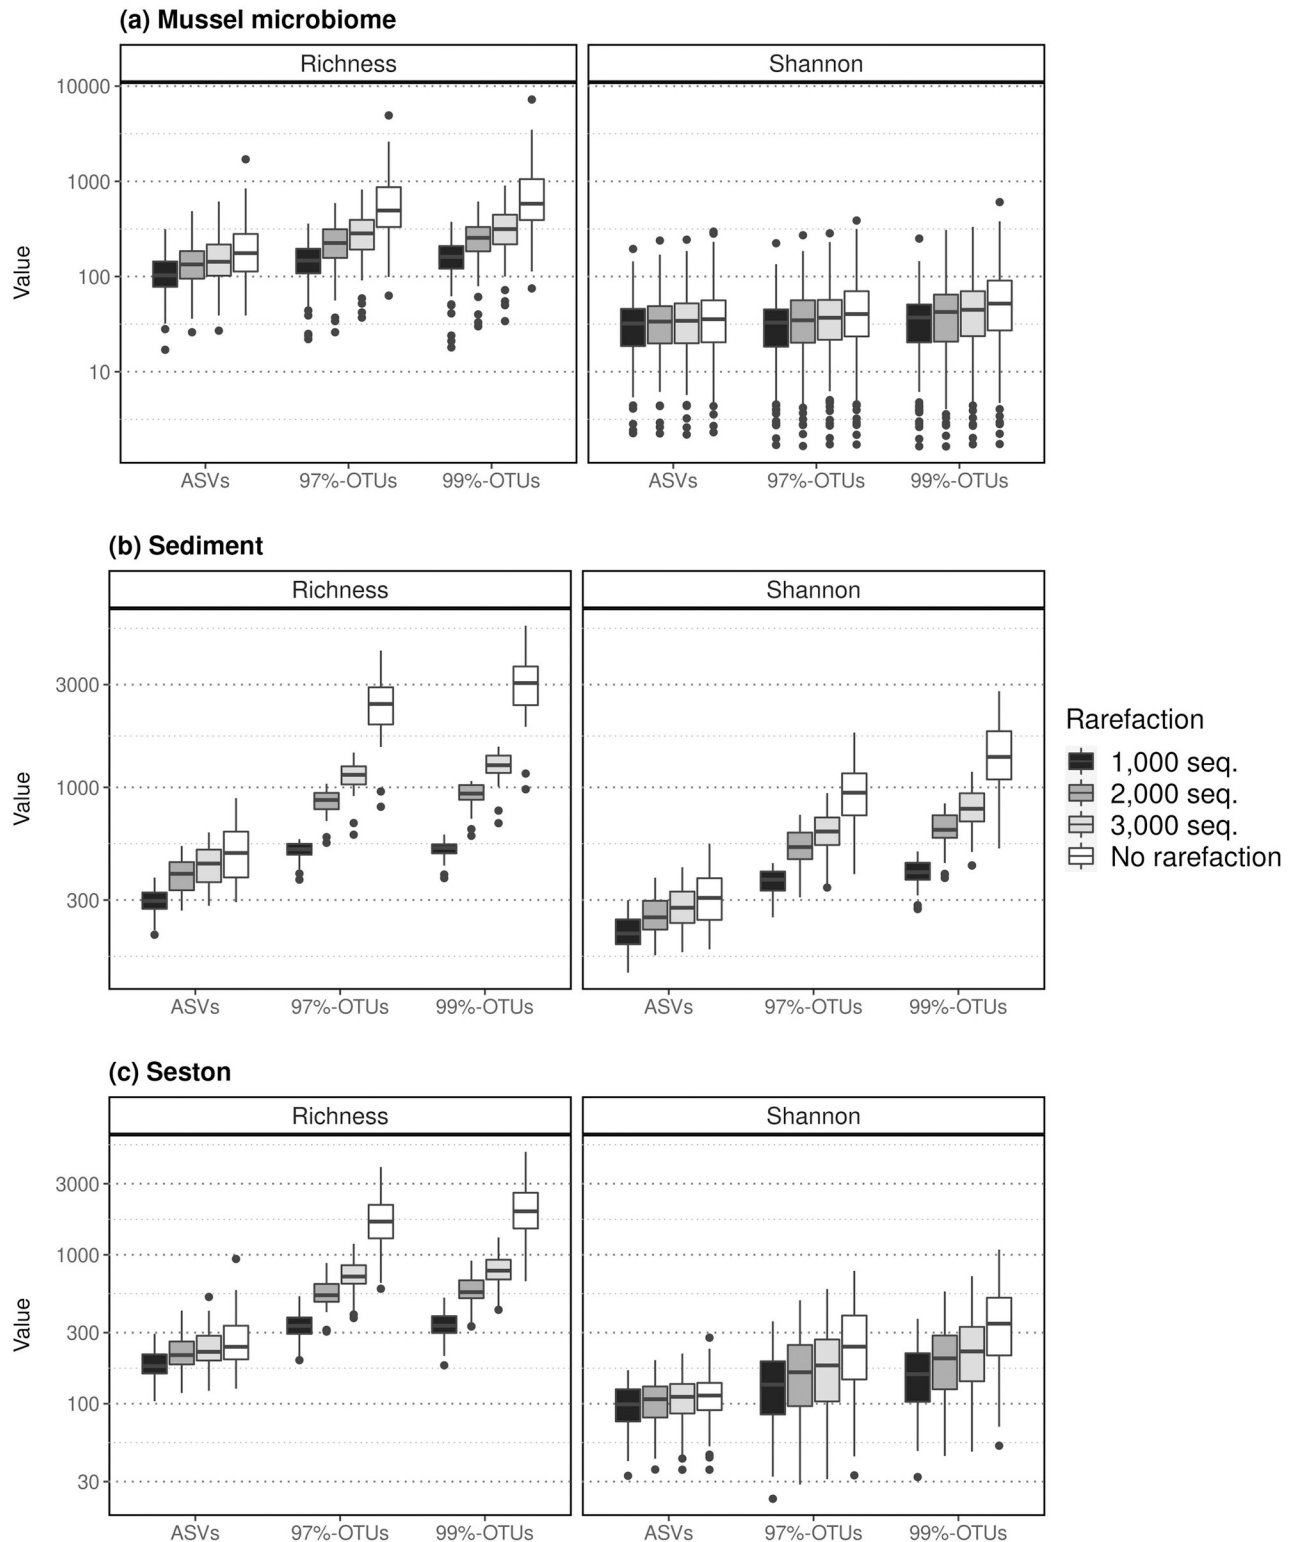 (a) Mussel microbiome
Richness
Shannon
10000
1000
100
10
Value
ASVs
97%-OTUs
99%-OTUs
ASVs
97%-OTUs
99%-OTUs
(b) Sediment
Richness
Shannon
3000
1000
300
Value
ASVs
97%-OTUs
99%-OTUs
ASVs
97%-OTUs
99%-OTUs
Rarefaction
1,000 seq.
2,000 seq.
3,000 seq.
No rarefaction
(c) Seston
Richness
Shannon
3000
1000
300
100
30
Value
ASVs
97%-OTUs
99%-OTUs
ASVs
97%-OTUs
99%-OTUs